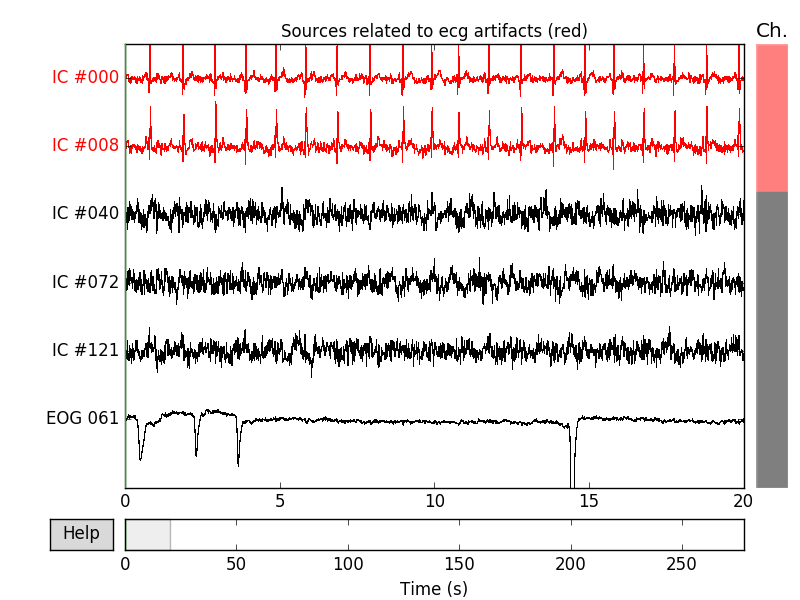 Sources related to ecg artifacts (red)
Ch.
IC #000
IC #008
IC #040
IC #072
IC #121
EOG 061
0 5 10 15 20
Help
0 50 100 150 200 250
Time (s)